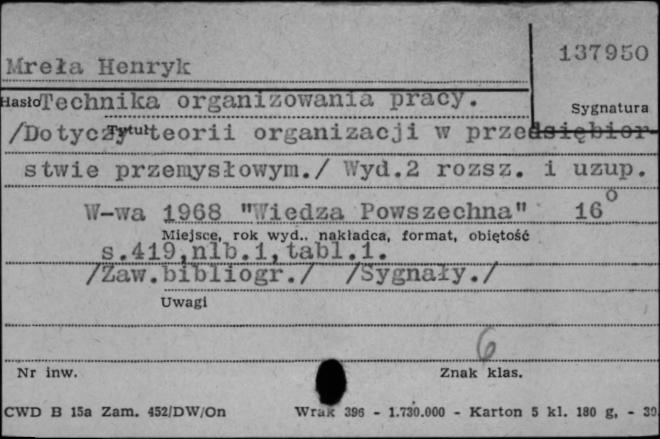 137950
Mreła Henryk
Hasło Technika organizowania pracy.
Sygnatura
/Dotyczy teorii organizacji w przedsiębior-
Tytuł
stwie przemysłowym./ Wyd.2 rozsz. i uzup.
W-wa 1968 "Wiedza Powszechna" 16°
Miejsce, rok wyd., nakładca, format, objętość
s.419,nlb.1,tabl.1.
/Zaw.bibliogr./ /Sygnały./
Uwagi
6
Nr inw. Znak klas.
CWD B 15a Zam. 452/DW/On Wrak 396 - 1.730.000 - Karton 5 kl. 180 g, - 39